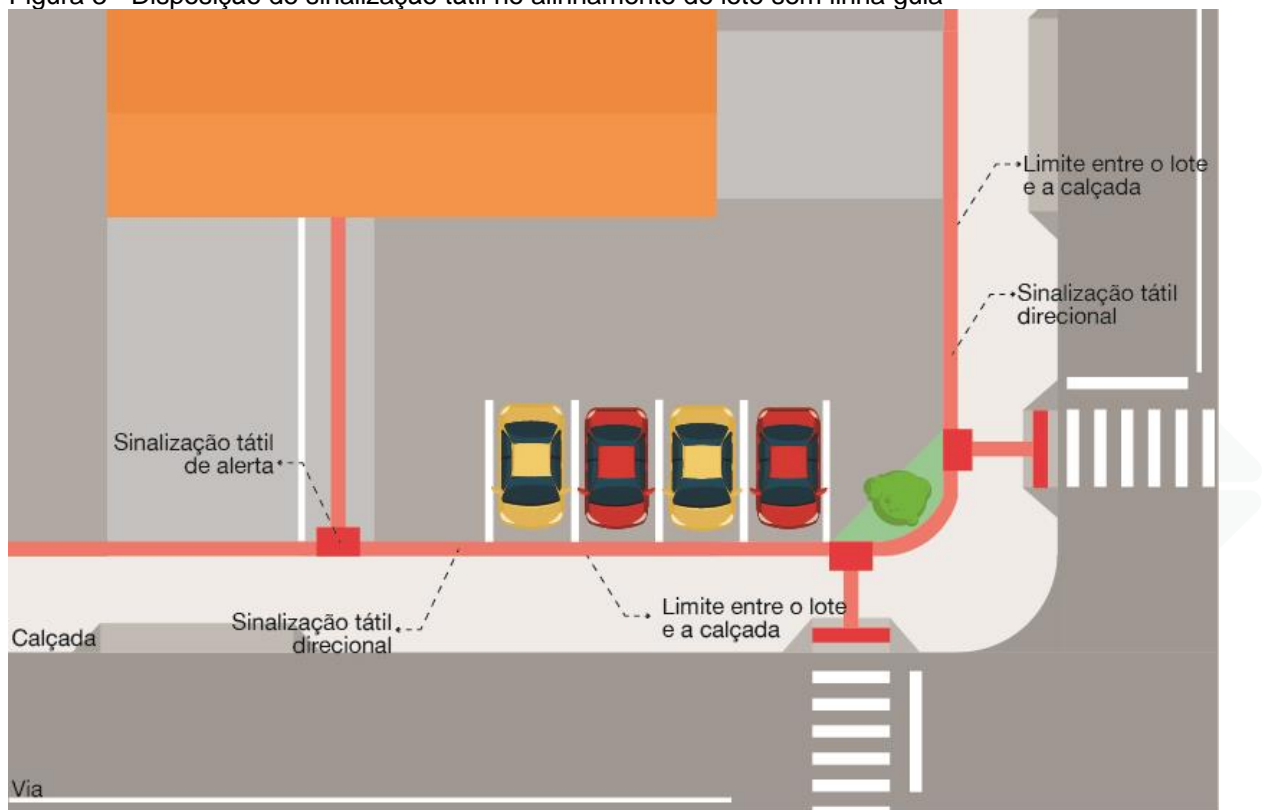 Limite entre o lote
e a calçada
Sinalização tátil
direcional
Sinalização tátil
de alerta
Sinalização tátil
direcional
Limite entre o lote
e a calçada
Calçada
Via